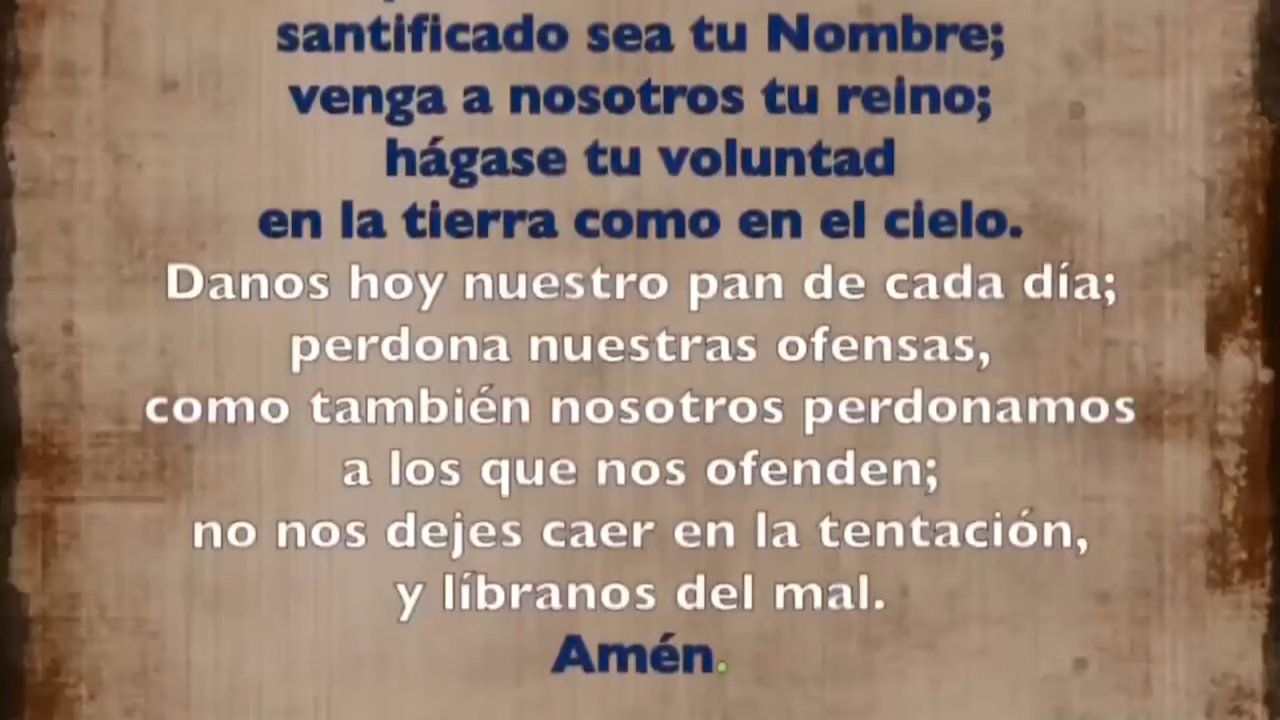 santificado sea tu Nombre;
venga a nosotros tu reino;
hágase tu voluntad
en la tierra como en el cielo.
Danos hoy nuestro pan de cada día;
perdona nuestras ofensas,
como también nosotros perdonamos
a los que nos ofenden;
no nos dejes caer en la tentación,
y líbranos del mal.
Amén.